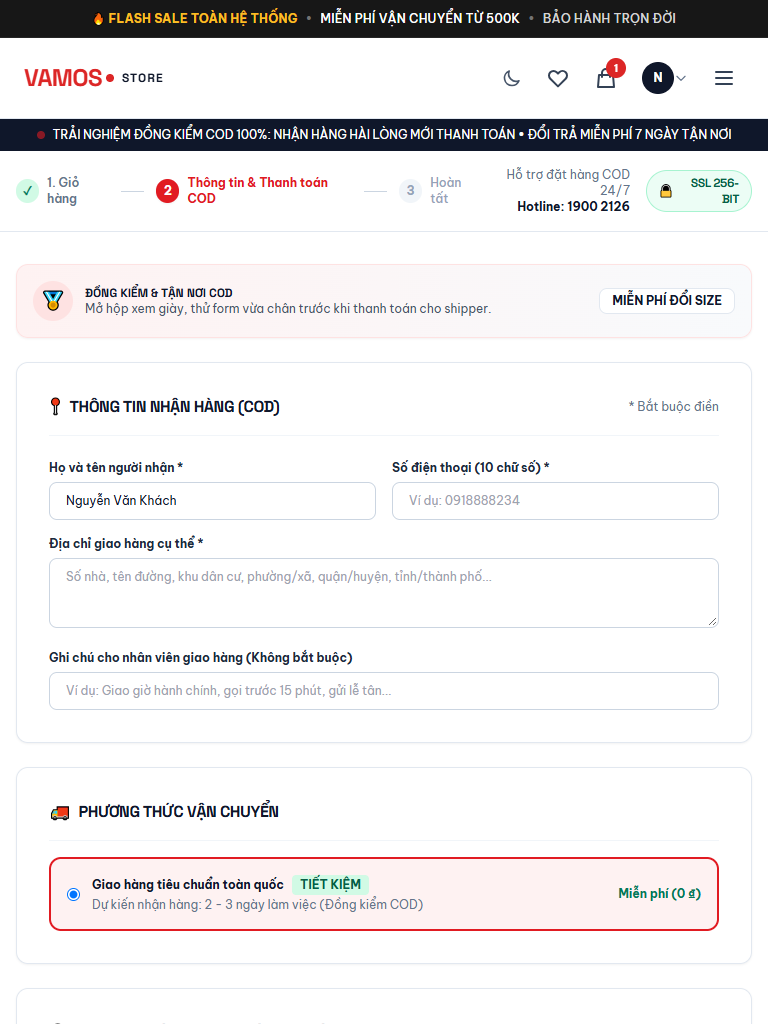 FLASH SALE TOÀN HỆ THỐNG • MIỄN PHÍ VẬN CHUYỂN TỪ 500K • BẢO HÀNH TRỌN ĐỜI
VAMOS STORE
1
N
TRẢI NGHIỆM ĐỒNG KIỂM COD 100%: NHẬN HÀNG HÀI LÒNG MỚI THANH TOÁN • ĐỔI TRẢ MIỄN PHÍ 7 NGÀY TẬN NƠI
✓ 1. Giỏ hàng
2 Thông tin & Thanh toán COD
3 Hoàn tất
Hỗ trợ đặt hàng COD 24/7
Hotline: 1900 2126
SSL 256-BIT
ĐỒNG KIỂM & TẬN NƠI COD
Mở hộp xem giày, thử form vừa chân trước khi thanh toán cho shipper.
MIỄN PHÍ ĐỔI SIZE
THÔNG TIN NHẬN HÀNG (COD)
* Bắt buộc điền
Họ và tên người nhận *
Nguyễn Văn Khách
Số điện thoại (10 chữ số) *
Ví dụ: 0918888234
Địa chỉ giao hàng cụ thể *
Số nhà, tên đường, khu dân cư, phường/xã, quận/huyện, tỉnh/thành phố...
Ghi chú cho nhân viên giao hàng (Không bắt buộc)
Ví dụ: Giao giờ hành chính, gọi trước 15 phút, gửi lễ tân...
PHƯƠNG THỨC VẬN CHUYỂN
Giao hàng tiêu chuẩn toàn quốc TIẾT KIỆM
Dự kiến nhận hàng: 2 - 3 ngày làm việc (Đồng kiểm COD)
Miễn phí (0 ₫)